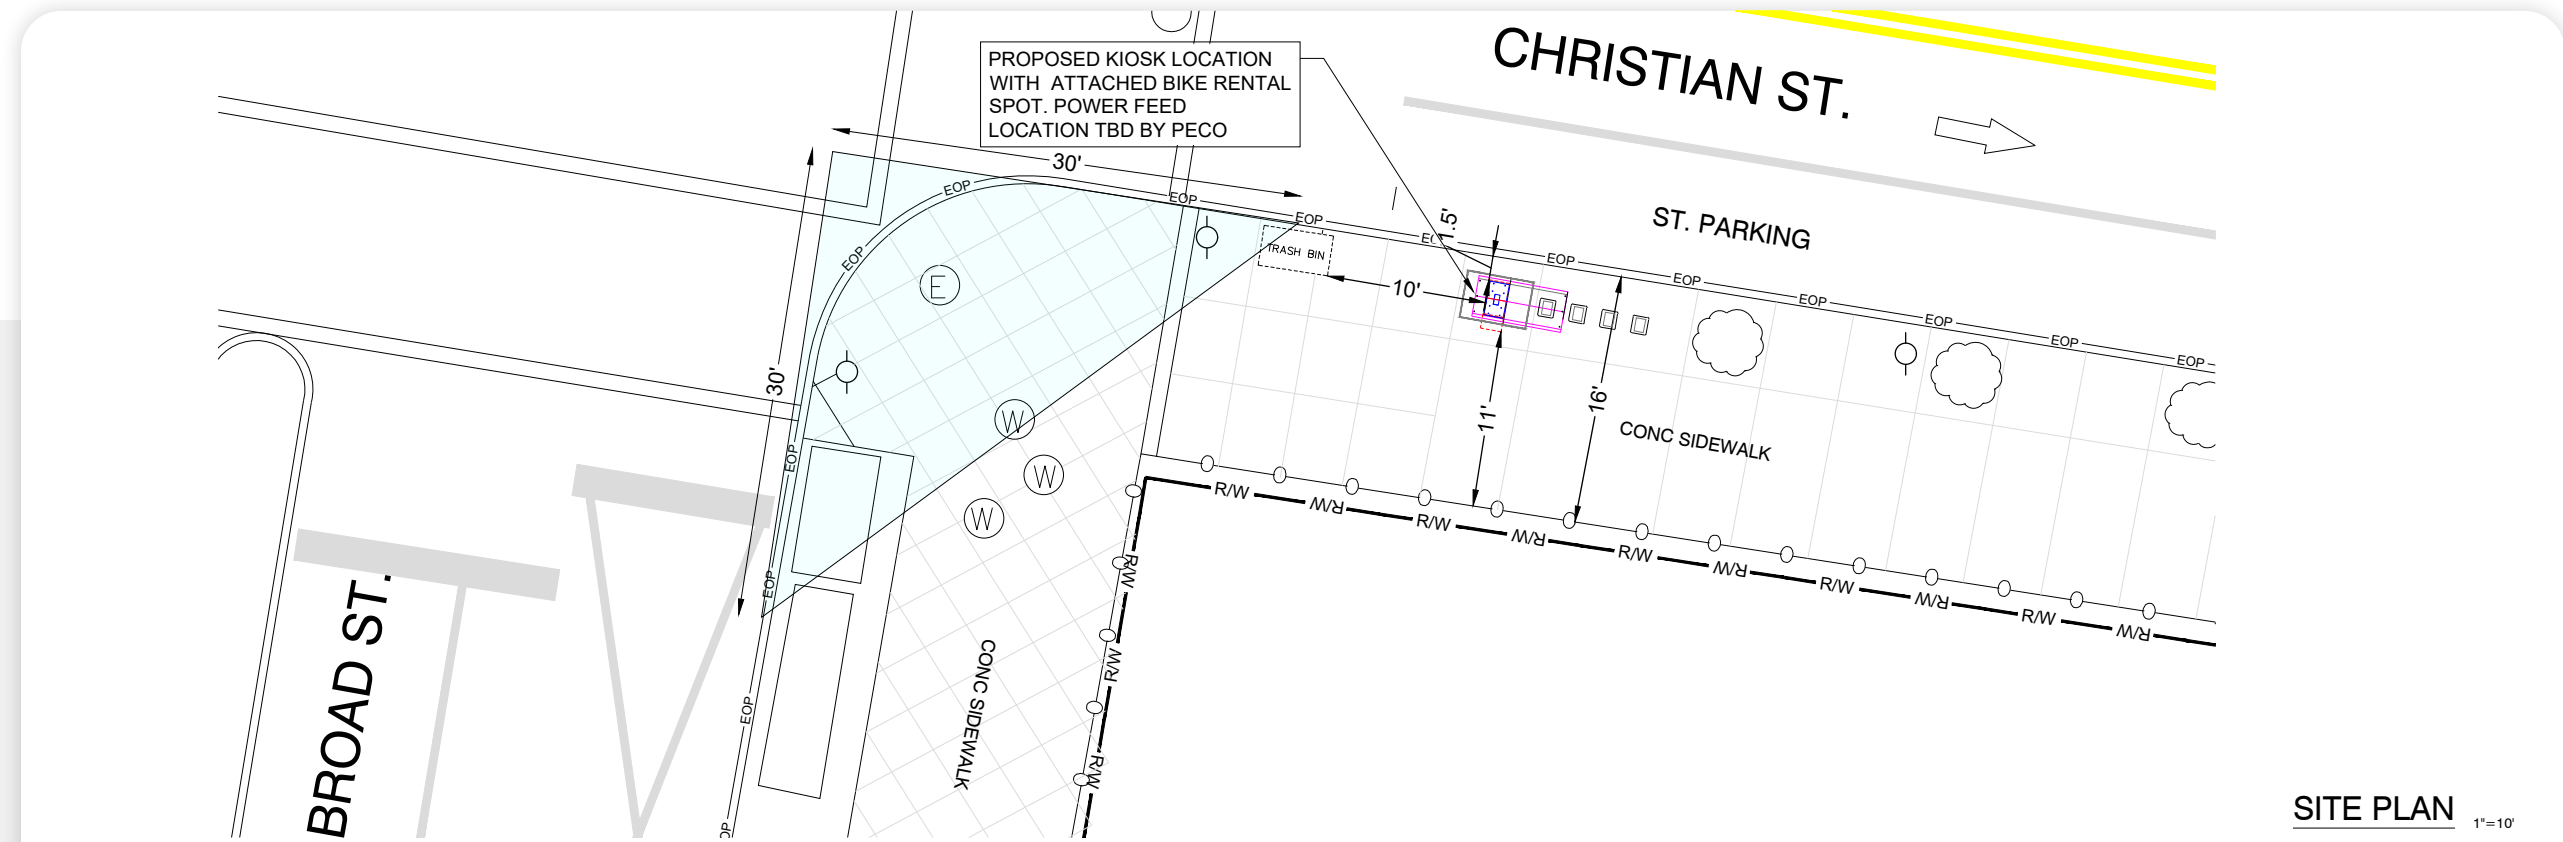 PROPOSED KIOSK LOCATION
WITH ATTACHED BIKE RENTAL
SPOT. POWER FEED
LOCATION TBD BY PECO
CHRISTIAN ST.
30'
EOP
EOP
EOP
EOP
1.5'
ST. PARKING
EOP
EOP
EOP
EOP
EOP
EOP
TRASH BIN
10'
E
EOP
30'
W
W
W
11'
16'
CONC SIDEWALK
EOP
EOP
EOP
EOP
R/W
R/W
R/W
R/W
R/W
R/W
R/W
R/W
R/W
R/W
R/W
R/W
R/W
CONC SIDEWALK
BROAD ST.
SITE PLAN
1"=10'